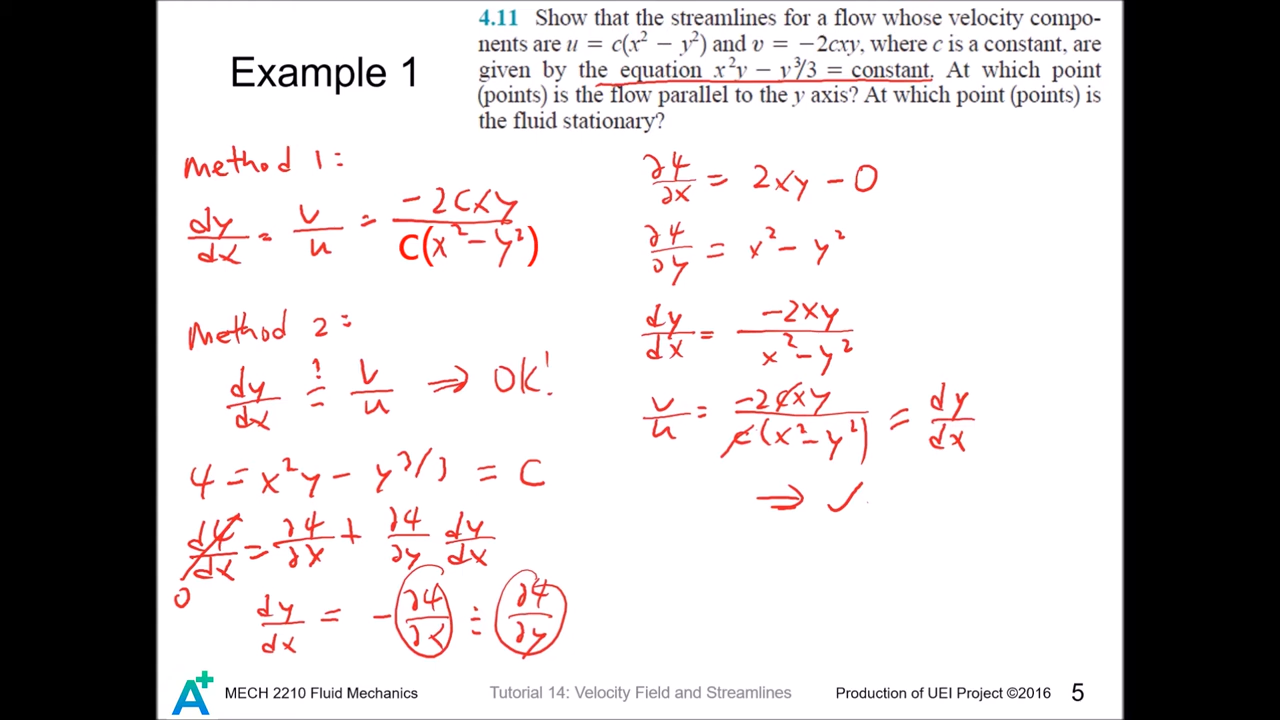 Example 1
4.11 Show that the streamlines for a flow whose velocity compo-
nents are u = c(x² − y²) and v = −2cxy, where c is a constant, are
given by the equation x²y − y³/3 = constant. At which point
(points) is the flow parallel to the y axis? At which point (points) is
the fluid stationary?
method 1:
dy/dx = v/u = -2cxy / c(x²-y²)
method 2:
dy/dx ?= v/u ⇒ OK!
ψ = x²y - y³/3 = C
dψ/dx = ∂ψ/∂x + ∂ψ/∂y dy/dx
0
dy/dx = - ∂ψ/∂x ÷ ∂ψ/∂y
∂ψ/∂x = 2xy - 0
∂ψ/∂y = x² - y²
dy/dx = -2xy / x²-y²
v/u = -2cxy / c(x²-y²) = dy/dx
⇒ ✓
A+
MECH 2210 Fluid Mechanics
Tutorial 14: Velocity Field and Streamlines
Production of UEI Project ©2016
5